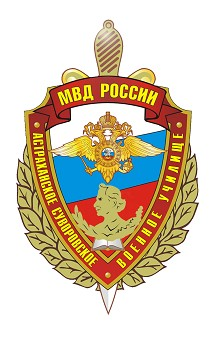 МВД РОССИИ
АСТРАХАНСКОЕ СУВОРОВСКОЕ
ВОЕННОЕ УЧИЛИЩЕ